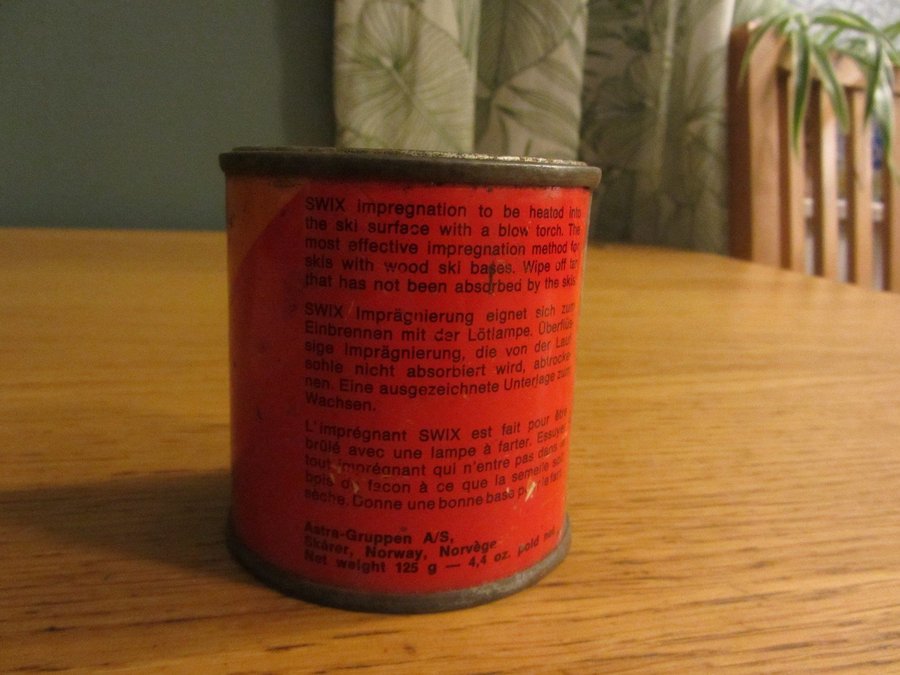 SWIX impregnation to be heated into
the ski surface with a blow torch. The
most effective impregnation method for
skis with wood ski bases. Wipe off tar
that has not been absorbed by the skis
SWIX Imprägnierung eignet sich zum
Einbrennen mit der Lötlampe. Überflüs-
sige Imprägnierung, die von der Lauf-
sohle nicht absorbiert wird, abtrock-
nen. Eine ausgezeichnete Unterlage zum
Wachsen.
L'imprégnant SWIX est fait pour être
brûlé avec une lampe à farter. Essuyer
tout imprégnant qui n'entre pas dans
bois de façon à ce que la semelle soit
sèche. Donne une bonne base
Astra-Gruppen A/S,
Skårer, Norway, Norvège
Net weight 125 g — 4,4 oz.